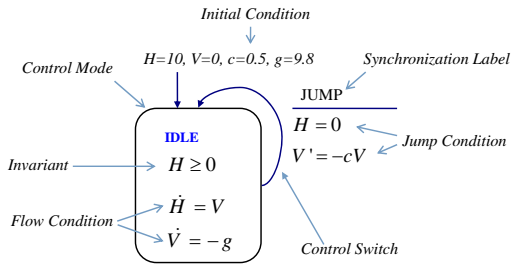 Initial Condition
H=10, V=0, c=0.5, g=9.8
Synchronization Label
Control Mode
JUMP
IDLE
H = 0
Jump Condition
V ' = −cV
Invariant
H ≥ 0
Ḣ = V
Flow Condition
V̇ = −g
Control Switch